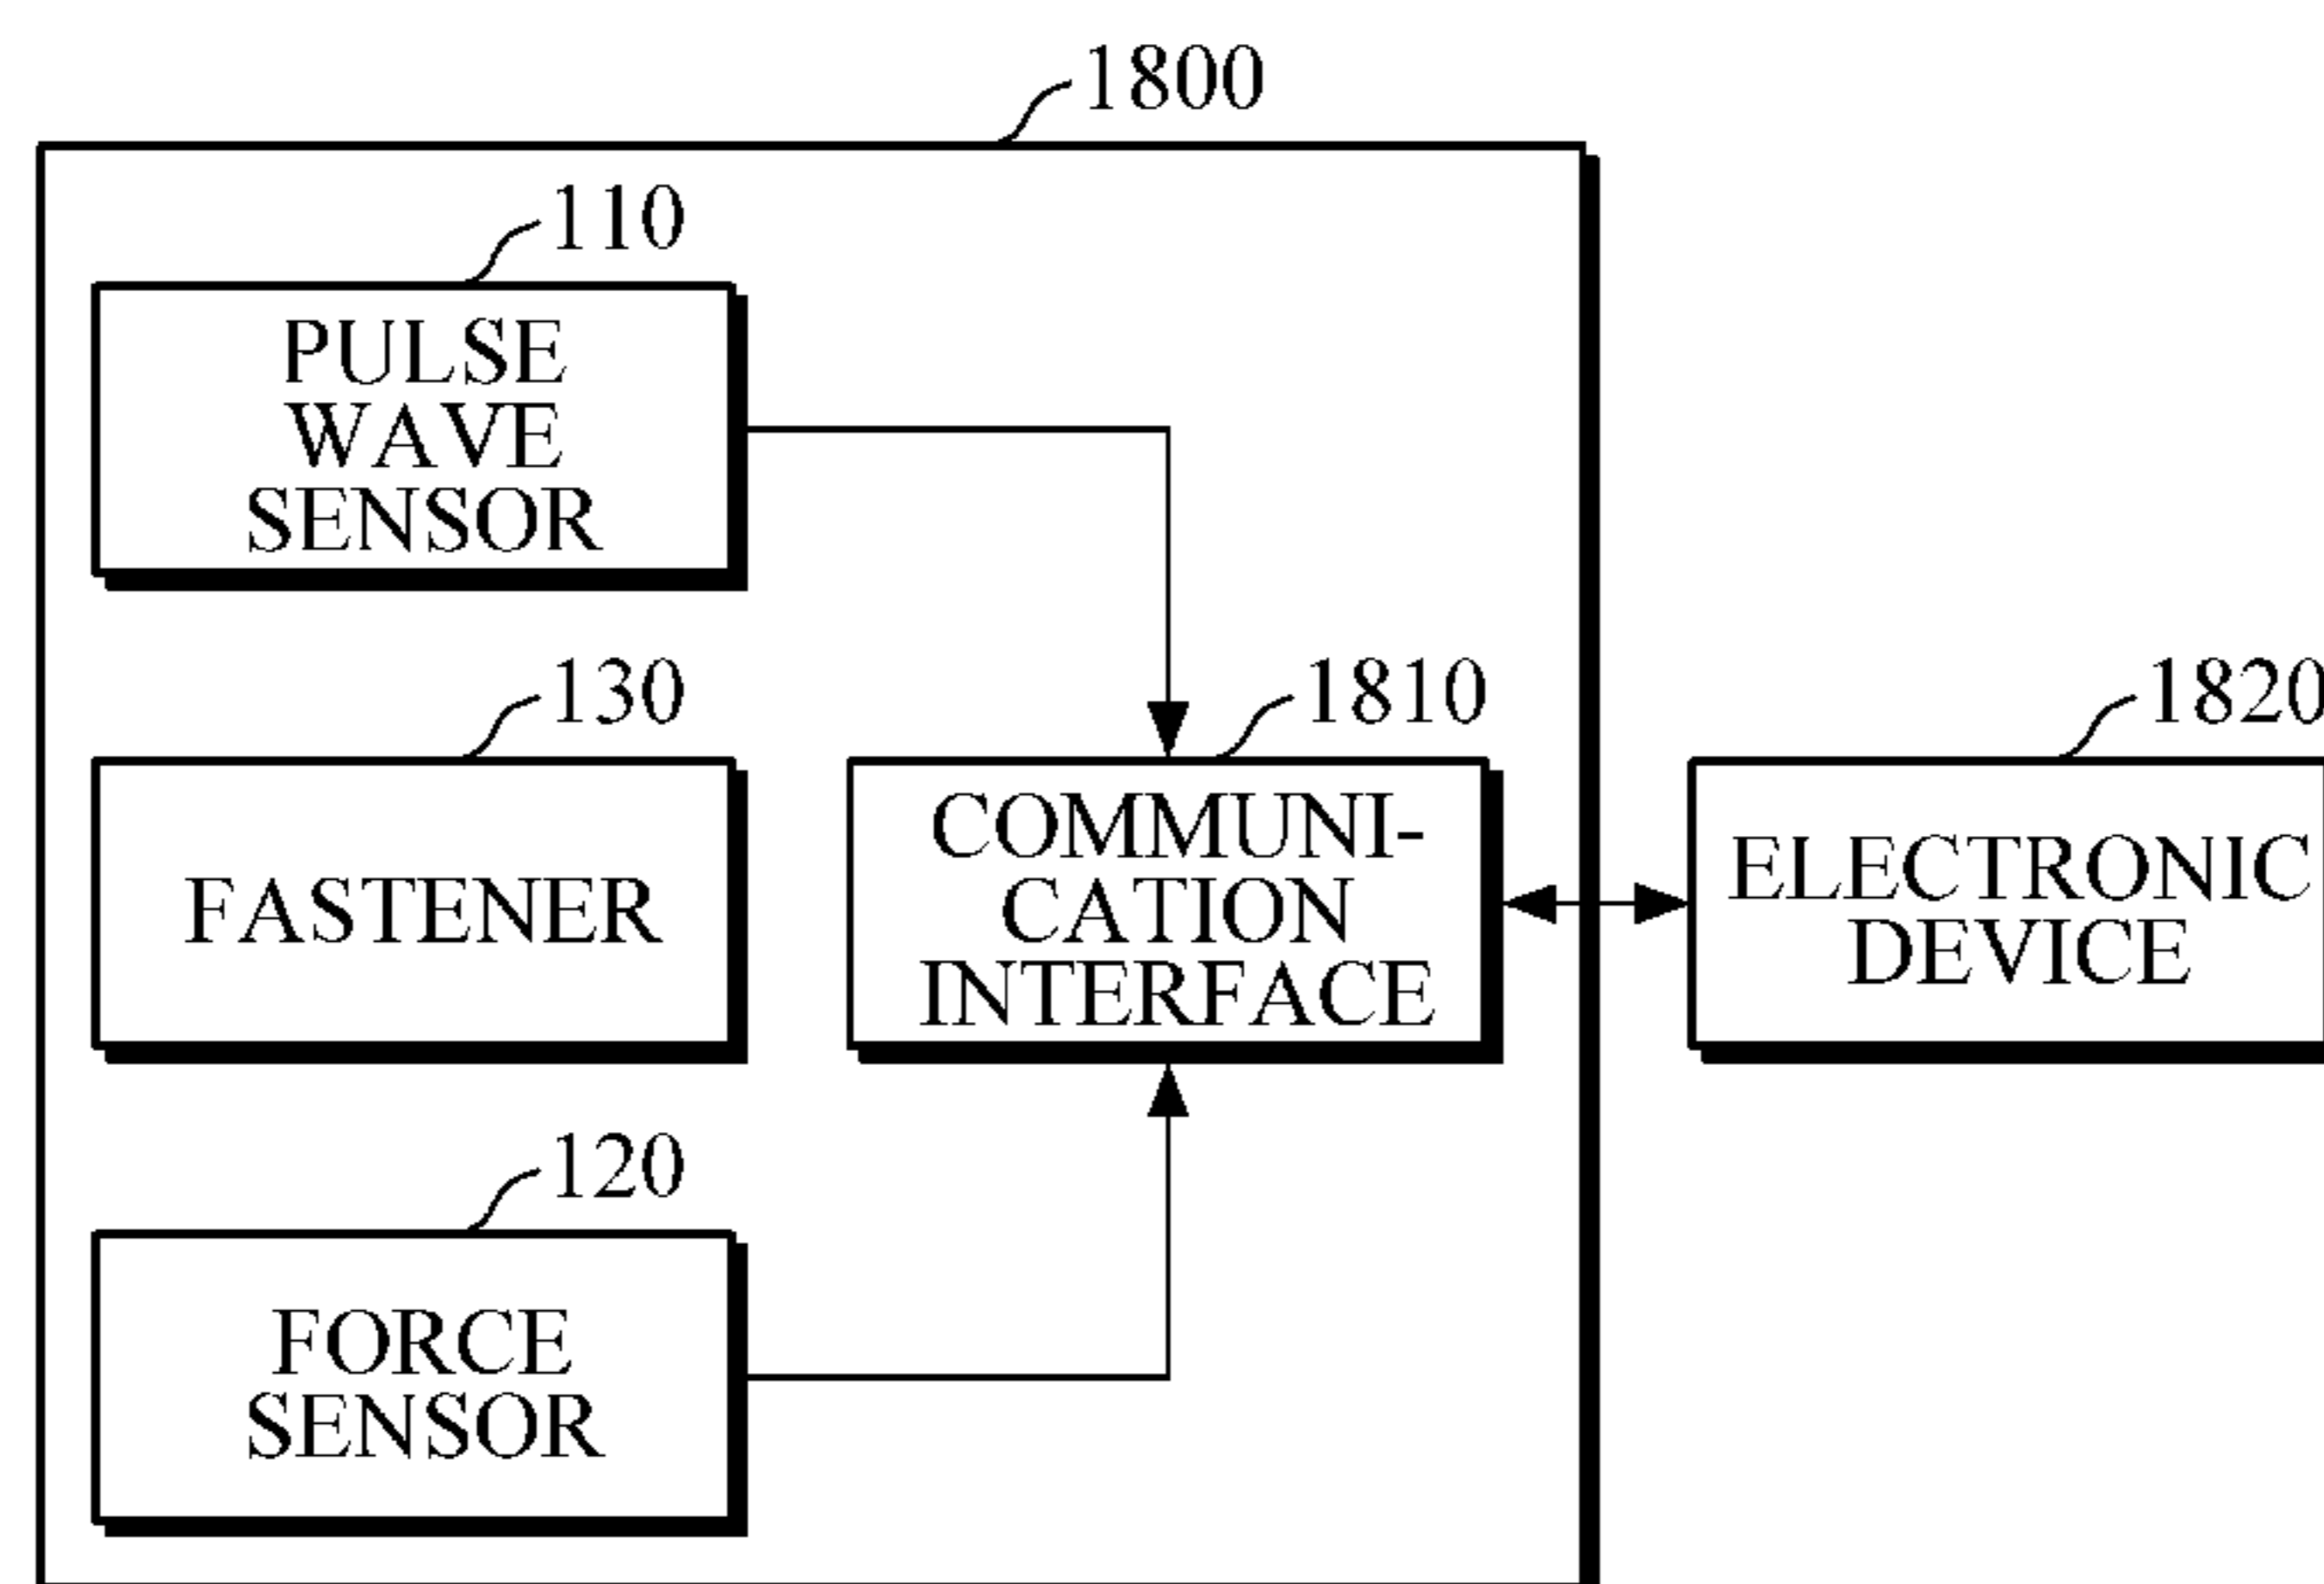 1800
110
PULSE
WAVE
SENSOR
130
FASTENER
1810
COMMUNI-
CATION
INTERFACE
1820
ELECTRONIC
DEVICE
120
FORCE
SENSOR